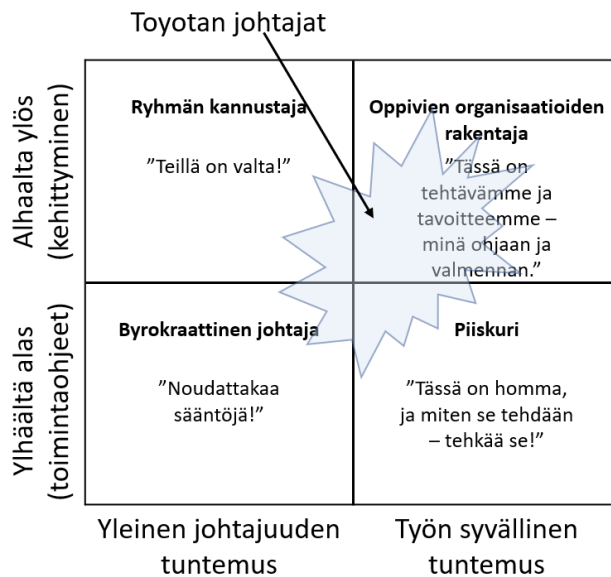 Toyotan johtajat
Alhaalta ylös
(kehittyminen)
Ryhmän kannustaja
”Teillä on valta!”
Oppivien organisaatioiden
rakentaja
”Tässä on
tehtävämme ja
tavoitteemme –
minä ohjaan ja
valmennan.”
Ylhäältä alas
(toimintaohjeet)
Byrokraattinen johtaja
”Noudattakaa
sääntöjä!”
Piiskuri
”Tässä on homma,
ja miten se tehdään
– tehkää se!”
Yleinen johtajuuden
tuntemus
Työn syvällinen
tuntemus